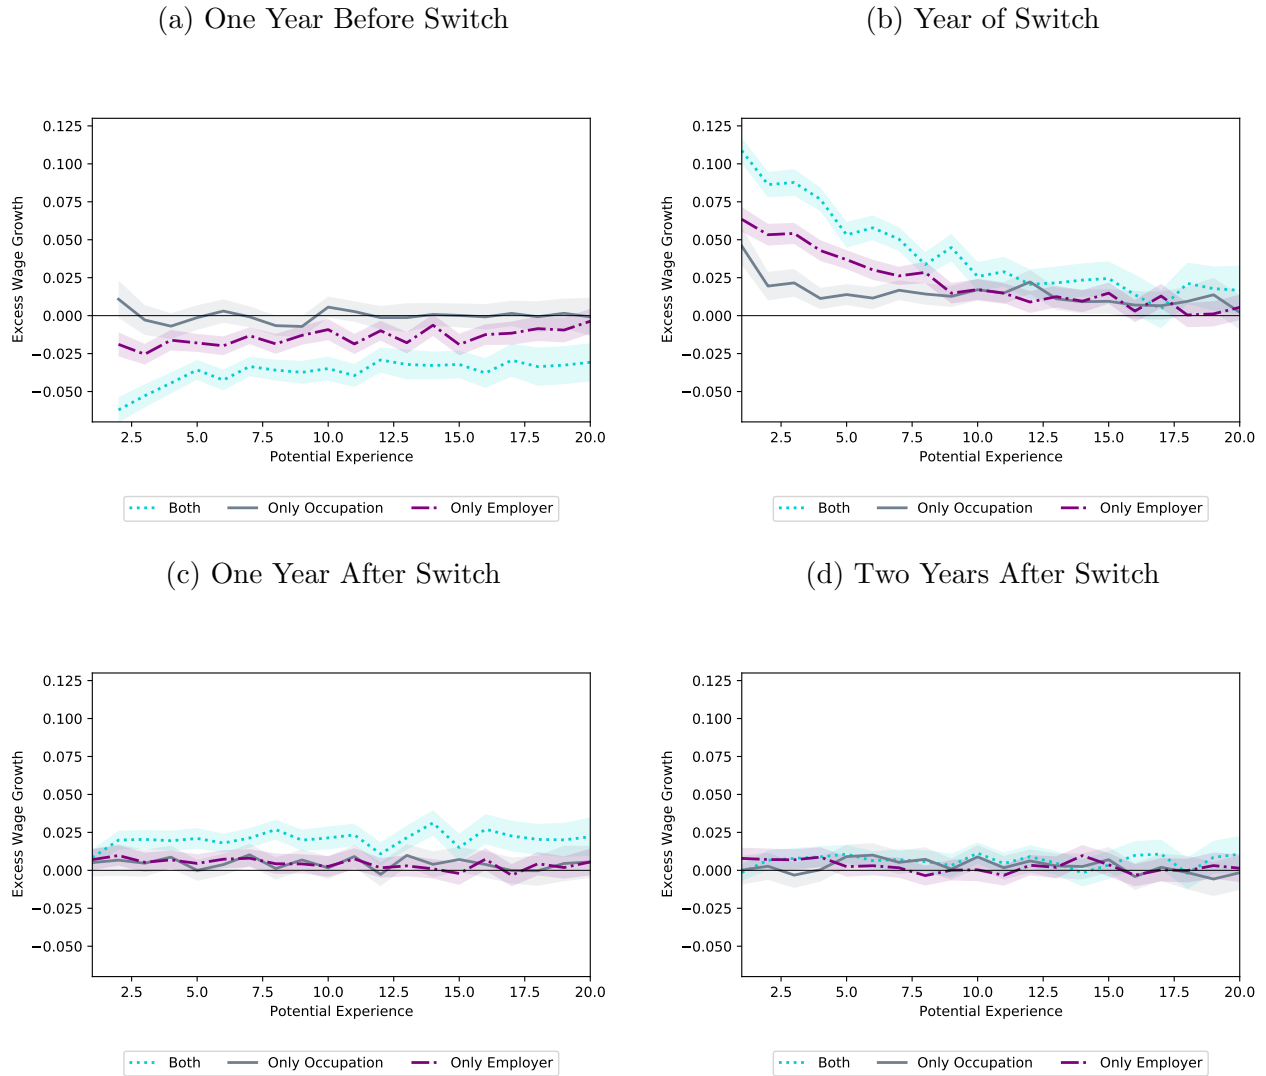 (a) One Year Before Switch
(b) Year of Switch
0.125
0.100
0.075
0.050
0.025
0.000
−0.025
−0.050
Excess Wage Growth
2.5 5.0 7.5 10.0 12.5 15.0 17.5 20.0
Potential Experience
Both Only Occupation Only Employer
0.125
0.100
0.075
0.050
0.025
0.000
−0.025
−0.050
Excess Wage Growth
2.5 5.0 7.5 10.0 12.5 15.0 17.5 20.0
Potential Experience
Both Only Occupation Only Employer
(c) One Year After Switch
(d) Two Years After Switch
0.125
0.100
0.075
0.050
0.025
0.000
−0.025
−0.050
Excess Wage Growth
2.5 5.0 7.5 10.0 12.5 15.0 17.5 20.0
Potential Experience
Both Only Occupation Only Employer
0.125
0.100
0.075
0.050
0.025
0.000
−0.025
−0.050
Excess Wage Growth
2.5 5.0 7.5 10.0 12.5 15.0 17.5 20.0
Potential Experience
Both Only Occupation Only Employer